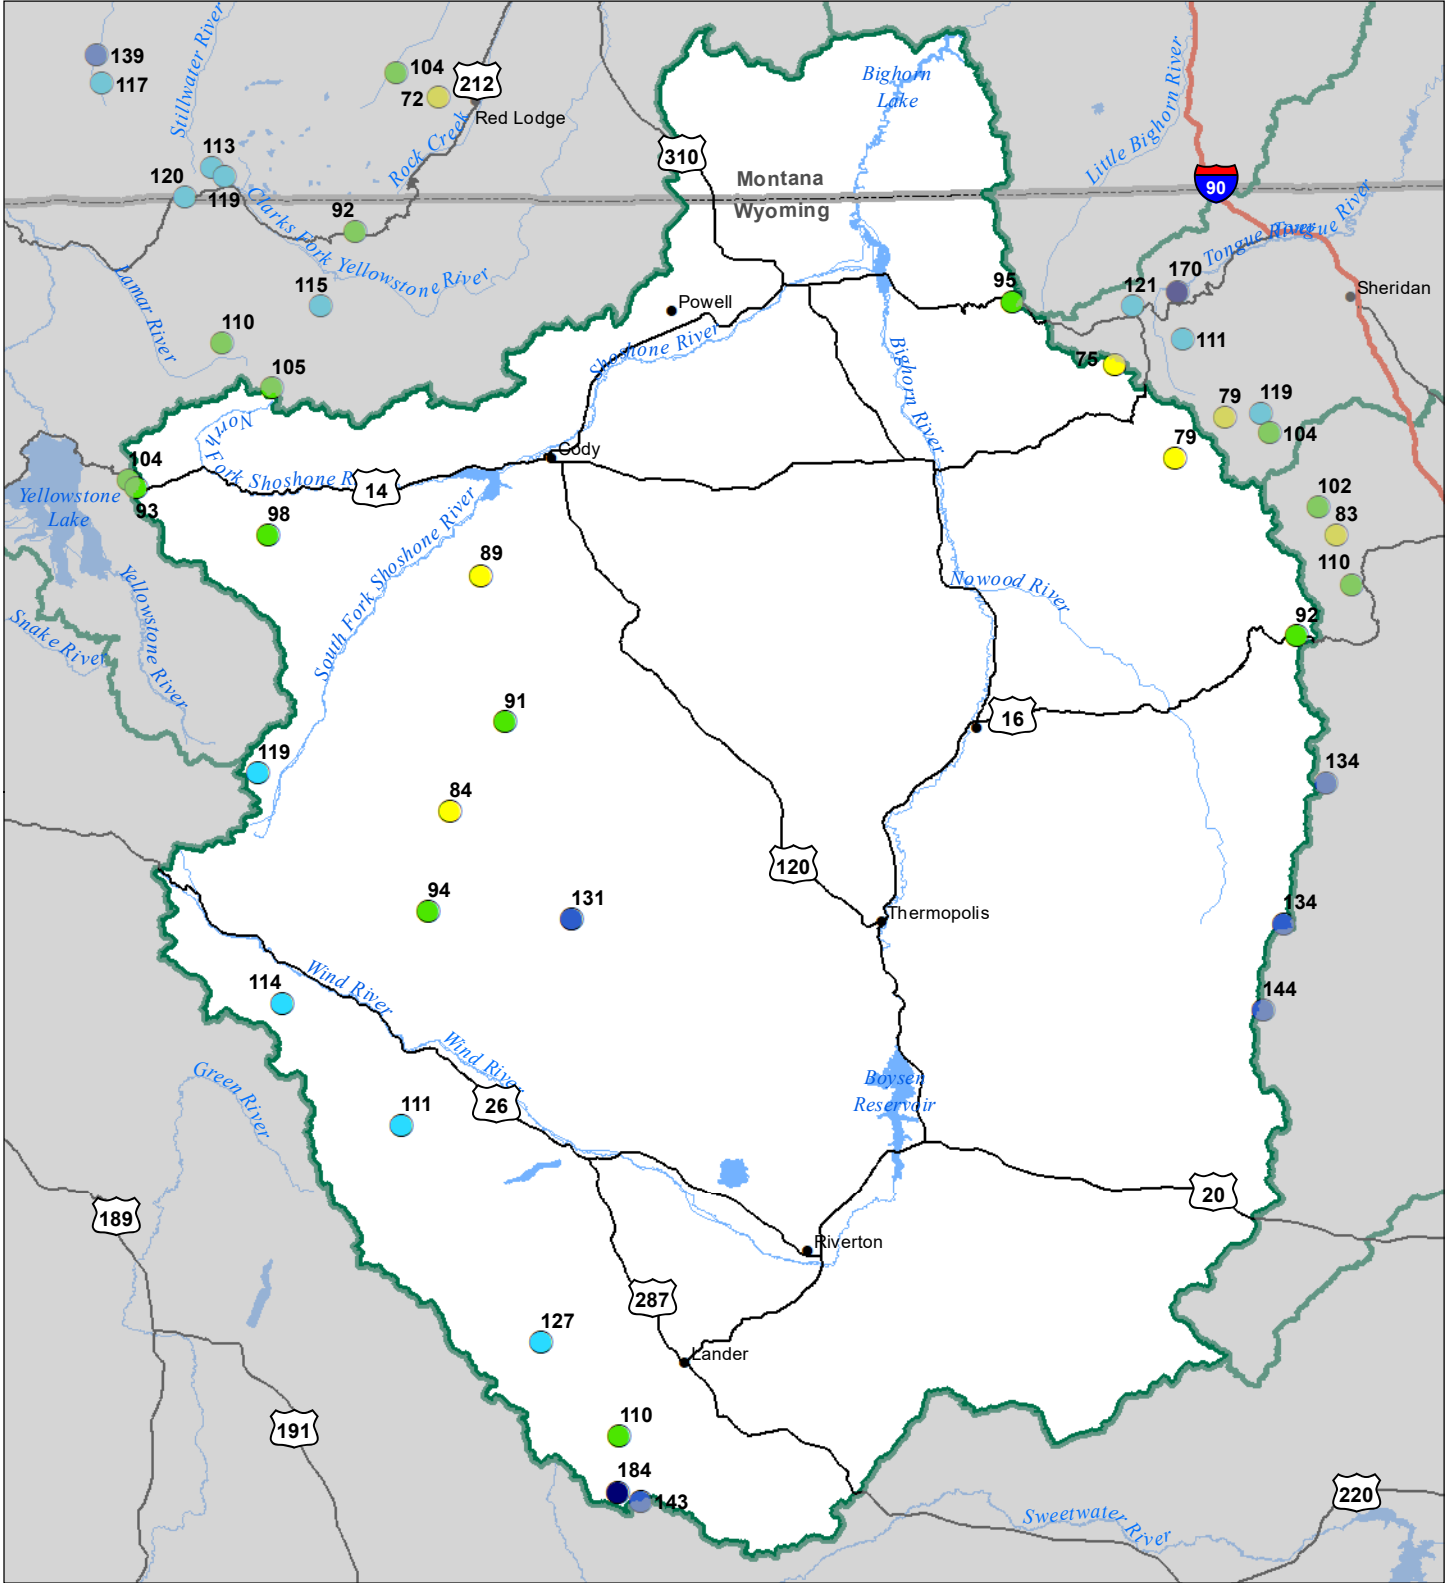 139
117
Stillwater River
104
72
212
Red Lodge
Rock Creek
Bighorn
Lake
Little Bighorn River
310
113
120
119
Clarks Fork Yellowstone River
92
Montana
Wyoming
90
Tongue River
Tongue River
Lamar River
115
110
105
Powell
Shoshone River
95
121
170
Sheridan
111
75
Bighorn River
79
119
104
79
North
Fork Shoshone R
14
Cody
104
93
Yellowstone
Lake
98
South Fork Shoshone River
89
102
83
110
Yellowstone River
Snake River
Nowood River
92
91
16
119
84
134
120
94
131
Thermopolis
134
114
Wind River
144
Wind River
Green River
26
111
Boysen
Reservoir
189
20
Riverton
287
127
Lander
191
110
184
143
220
Sweetwater River